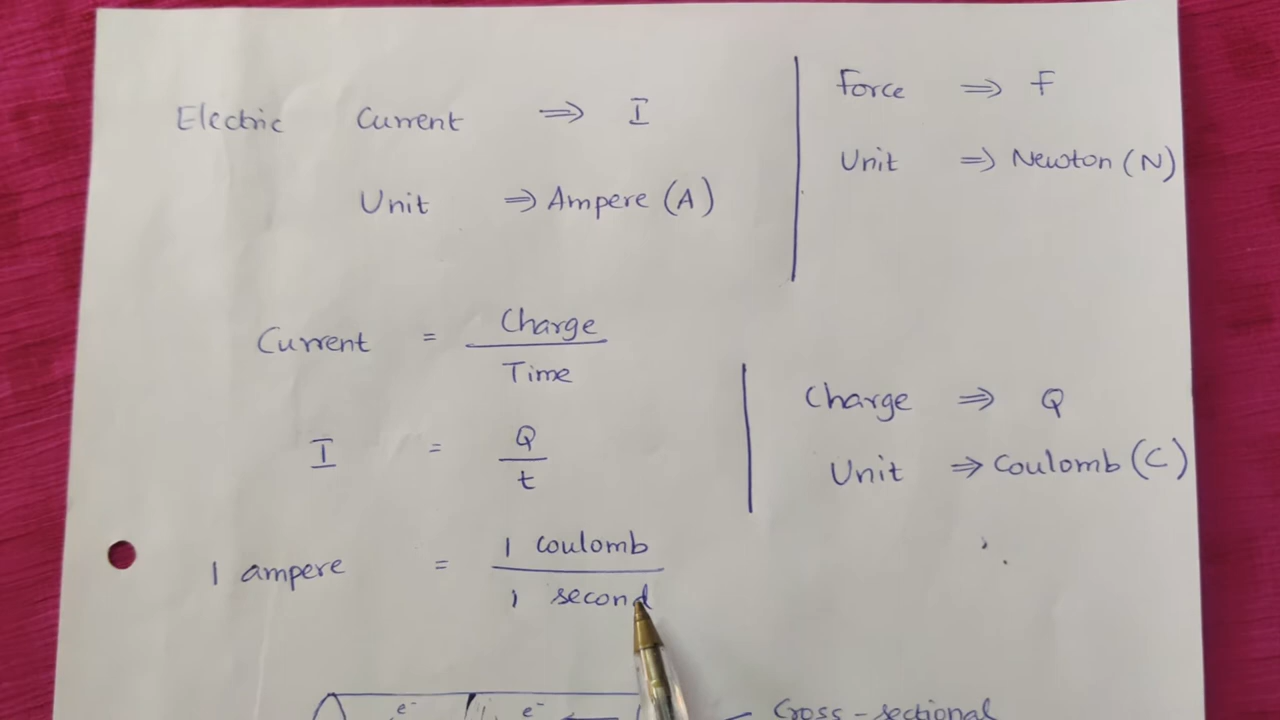 Electric Current ⇒ I
Unit ⇒ Ampere (A)
Force ⇒ F
Unit ⇒ Newton (N)
Current = Charge / Time
I = Q / t
Charge ⇒ Q
Unit ⇒ Coulomb (C)
1 ampere = 1 coulomb / 1 second
e⁻ e⁻
Cross-sectional